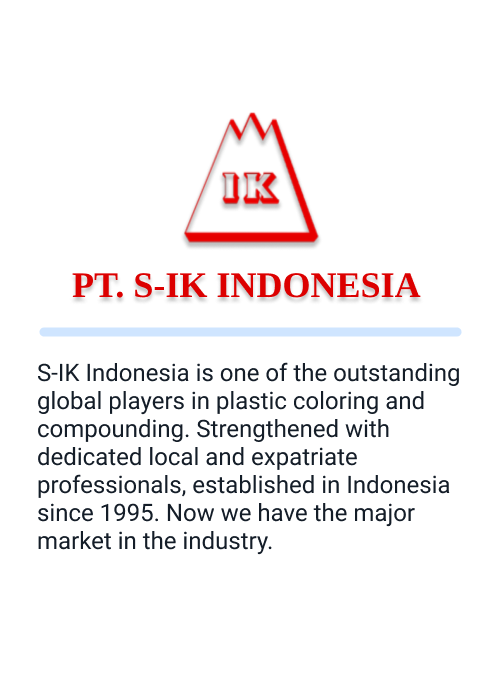 IK
PT. S-IK INDONESIA
S-IK Indonesia is one of the outstanding
global players in plastic coloring and
compounding. Strengthened with
dedicated local and expatriate
professionals, established in Indonesia
since 1995. Now we have the major
market in the industry.